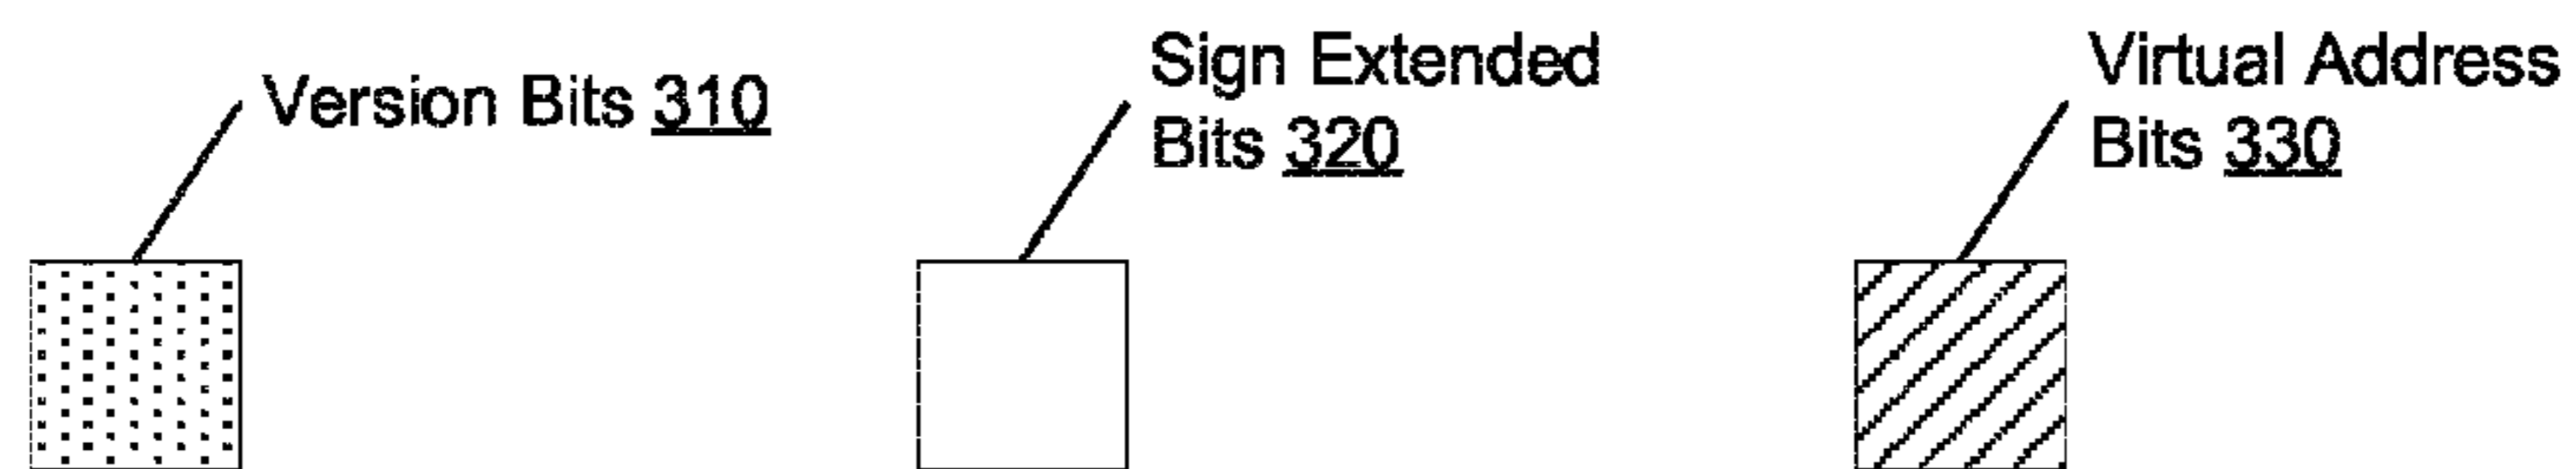 Version Bits 310
Sign Extended
Bits 320
Virtual Address
Bits 330